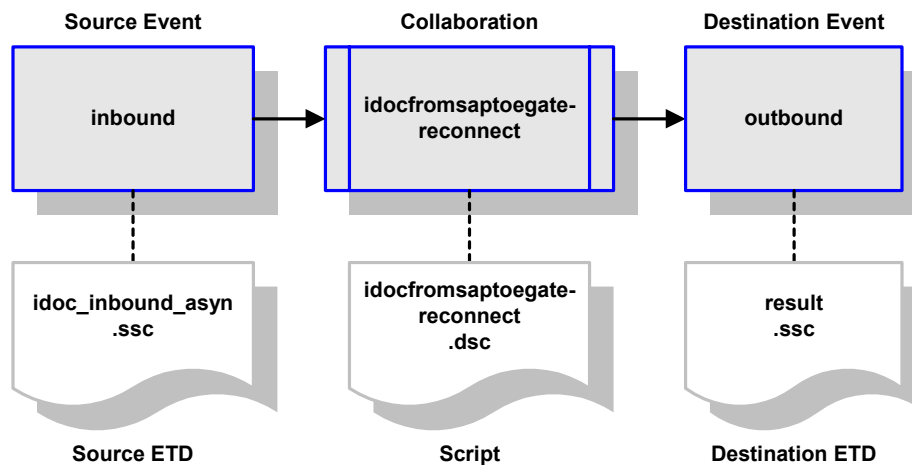 Source Event
Collaboration
Destination Event
inbound
idocfromsaptoegate-
reconnect
outbound
idoc_inbound_asyn
.ssc
idocfromsaptoegate-
reconnect
.dsc
result
.ssc
Source ETD
Script
Destination ETD